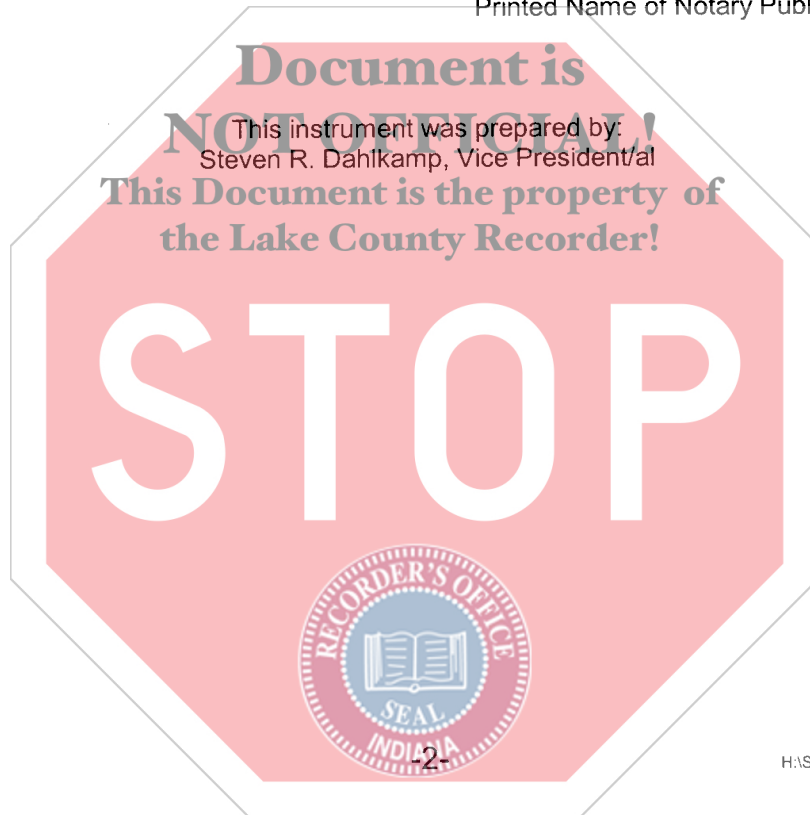 Printed Name of Notary Publ
Document is
NOT OFFICIAL!
This instrument was prepared by:
Steven R. Dahlkamp, Vice President/al
This Document is the property of
the Lake County Recorder!
STOP
RECORDER'S OFFICE
SEAL
INDIANA
-2-
H:\S